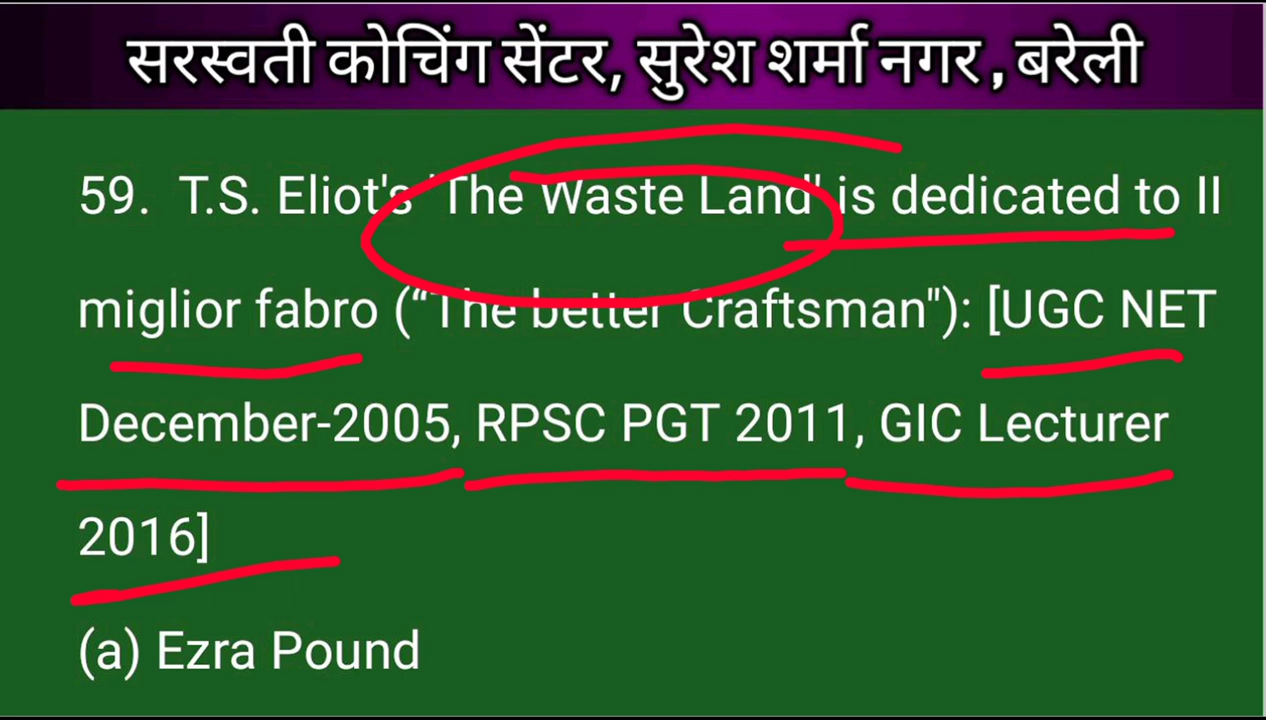 सरस्वती कोचिंग सेंटर, सुरेश शर्मा नगर , बरेली
59. T.S. Eliot's 'The Waste Land' is dedicated to II
miglior fabro (“The better Craftsman"): [UGC NET
December-2005, RPSC PGT 2011, GIC Lecturer
2016]
(a) Ezra Pound